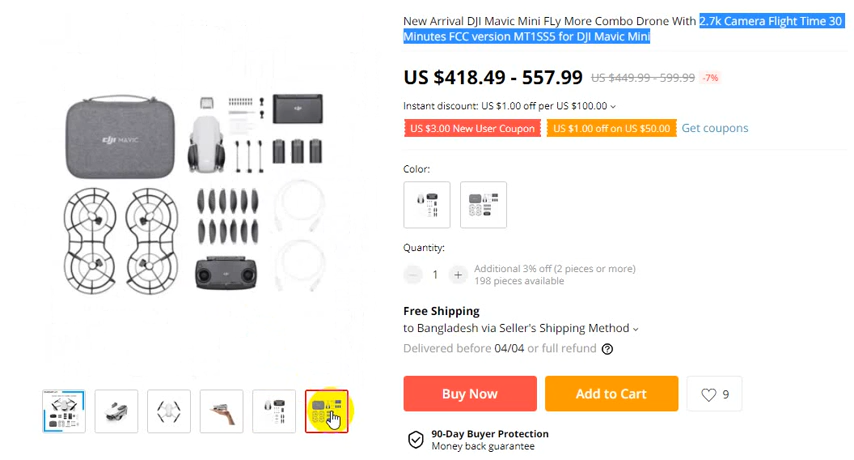 New Arrival DJI Mavic Mini FLy More Combo Drone With 2.7k Camera Flight Time 30
Minutes FCC version MT1SS5 for DJI Mavic Mini
US $418.49 - 557.99 US $449.99 - 599.99 -7%
Instant discount: US $1.00 off per US $100.00
US $3.00 New User Coupon US $1.00 off on US $50.00 Get coupons
dji MAVIC
Color:
Quantity:
1
Additional 3% off (2 pieces or more)
198 pieces available
Free Shipping
to Bangladesh via Seller's Shipping Method
Delivered before 04/04 or full refund
Buy Now
Add to Cart
9
90-Day Buyer Protection
Money back guarantee